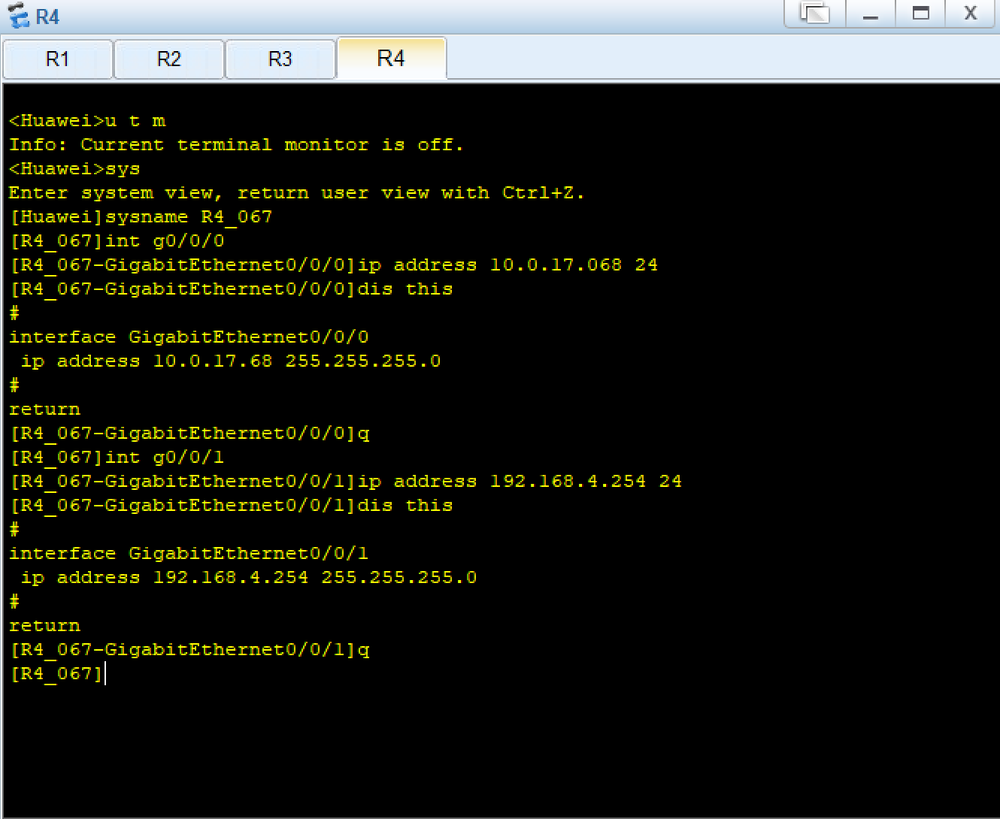 R4
X
R1 R2 R3 R4
<Huawei>u t m
Info: Current terminal monitor is off.
<Huawei>sys
Enter system view, return user view with Ctrl+Z.
[Huawei]sysname R4_067
[R4_067]int g0/0/0
[R4_067-GigabitEthernet0/0/0]ip address 10.0.17.068 24
[R4_067-GigabitEthernet0/0/0]dis this
#
interface GigabitEthernet0/0/0
 ip address 10.0.17.68 255.255.255.0
#
return
[R4_067-GigabitEthernet0/0/0]q
[R4_067]int g0/0/1
[R4_067-GigabitEthernet0/0/1]ip address 192.168.4.254 24
[R4_067-GigabitEthernet0/0/1]dis this
#
interface GigabitEthernet0/0/1
 ip address 192.168.4.254 255.255.255.0
#
return
[R4_067-GigabitEthernet0/0/1]q
[R4_067]